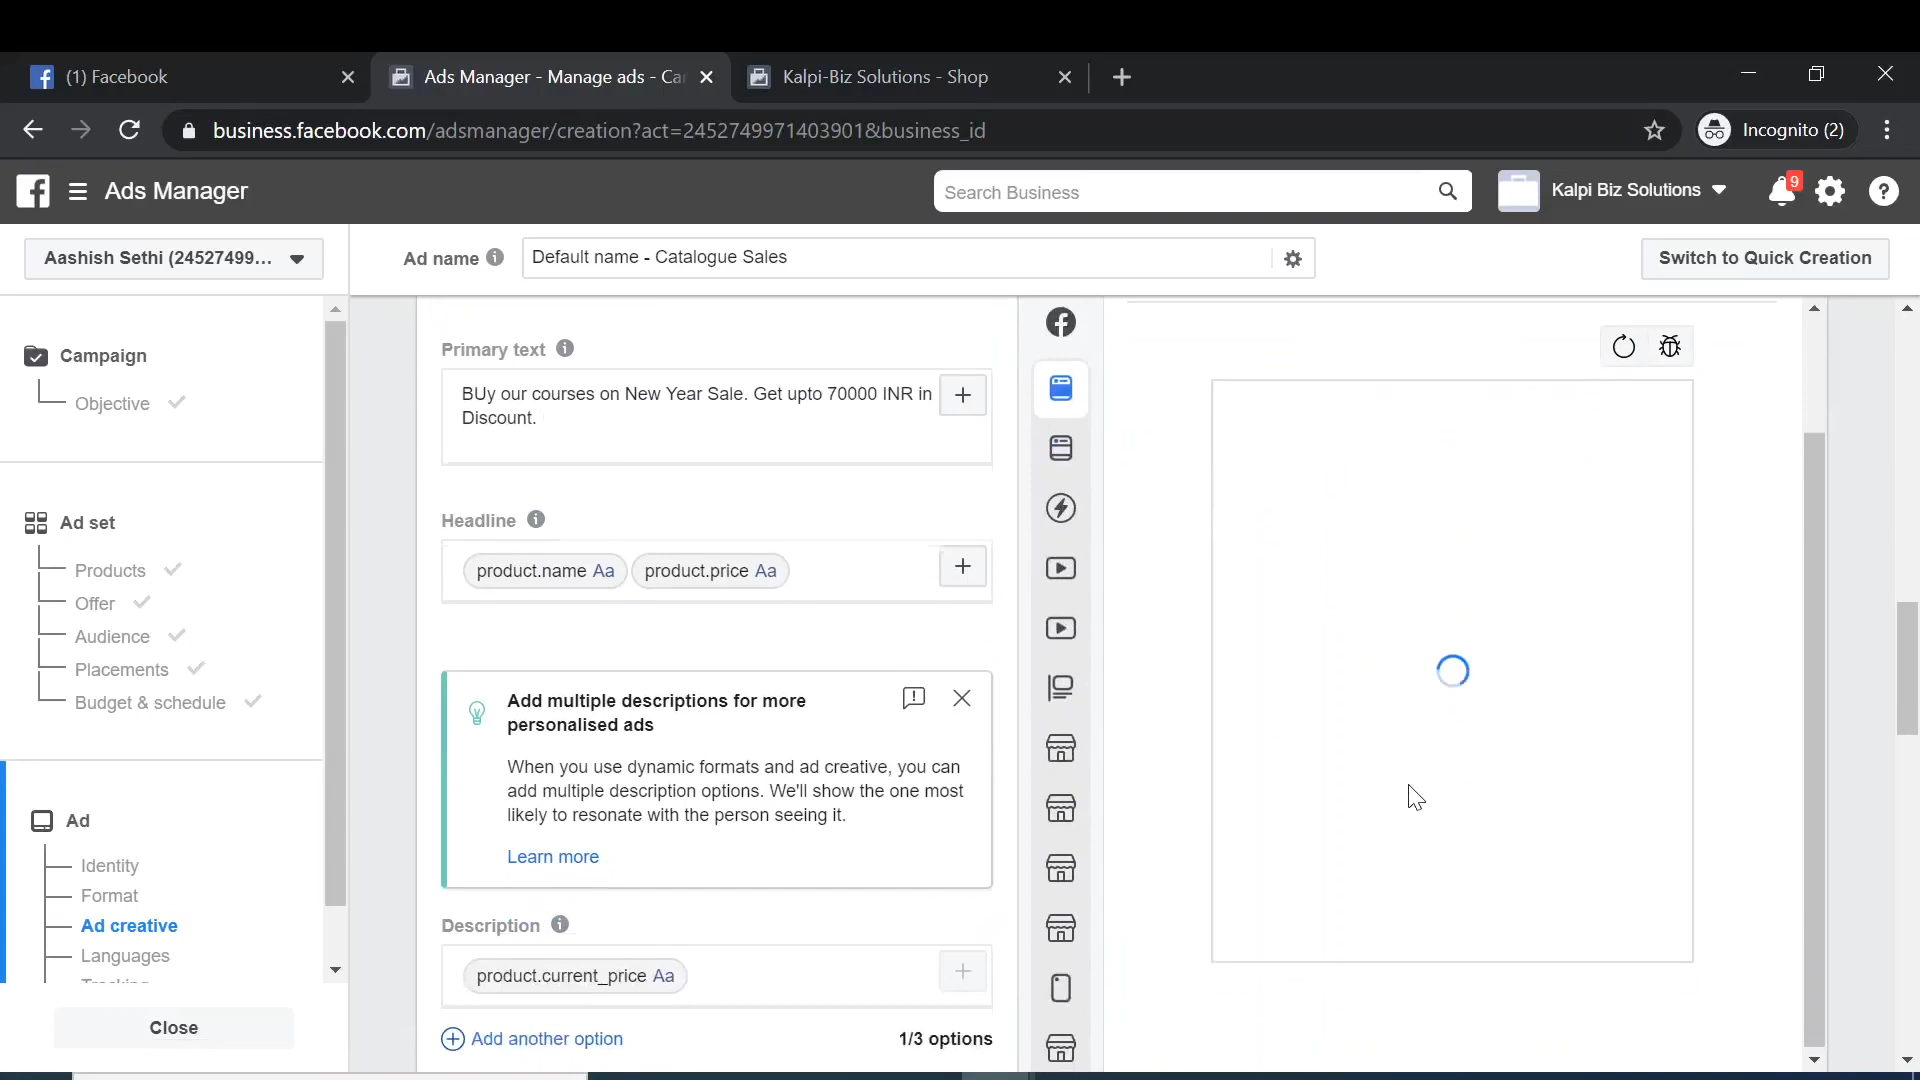 (1) Facebook
Ads Manager - Manage ads - Ca
Kalpi-Biz Solutions - Shop
business.facebook.com/adsmanager/creation?act=2452749971403901&business_id
Incognito (2)
Ads Manager
Search Business
Kalpi Biz Solutions
9
Aashish Sethi (24527499...
Ad name
Default name - Catalogue Sales
Switch to Quick Creation
Campaign
Objective
Ad set
Products
Offer
Audience
Placements
Budget & schedule
Ad
Identity
Format
Ad creative
Languages
Tracking
Close
Primary text
BUy our courses on New Year Sale. Get upto 70000 INR in
Discount.
Headline
product.name Aa product.price Aa
Add multiple descriptions for more
personalised ads
When you use dynamic formats and ad creative, you can
add multiple description options. We'll show the one most
likely to resonate with the person seeing it.
Learn more
Description
product.current_price Aa
Add another option
1/3 options